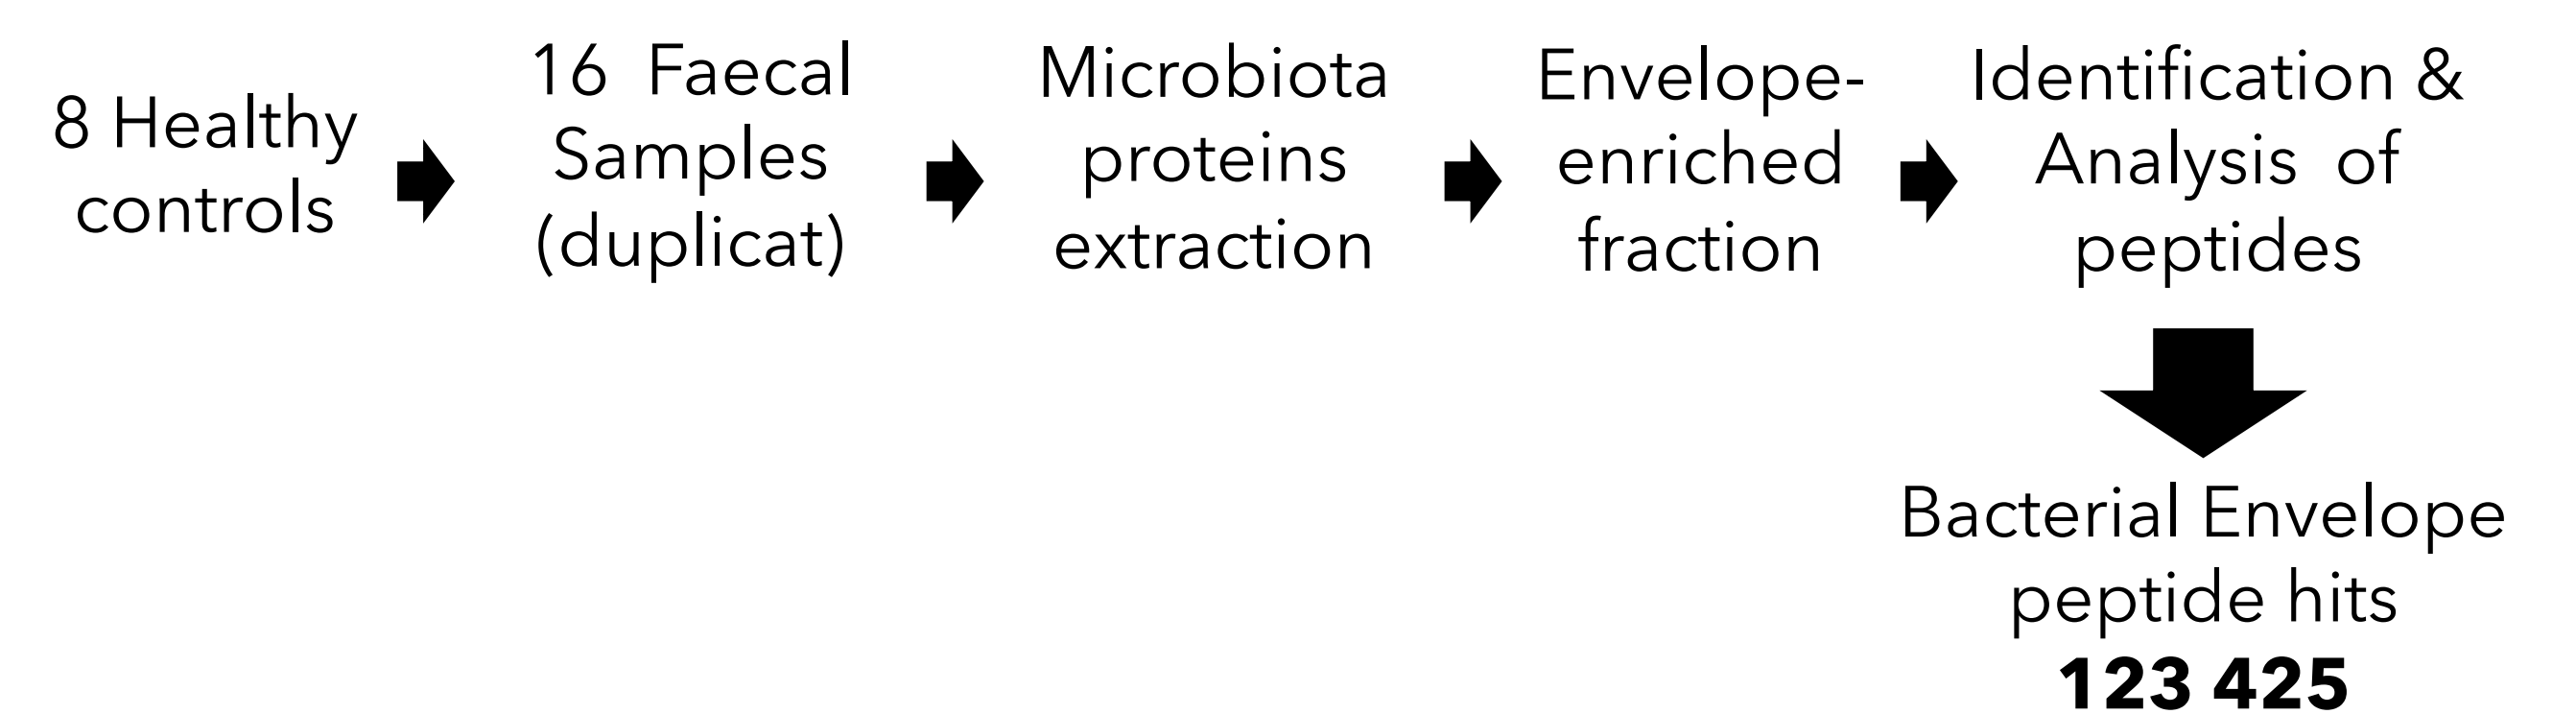 8 Healthy
controls
16 Faecal
Samples
(duplicat)
Microbiota
proteins
extraction
Envelope-
enriched
fraction
Identification &
Analysis of
peptides
Bacterial Envelope
peptide hits
123 425